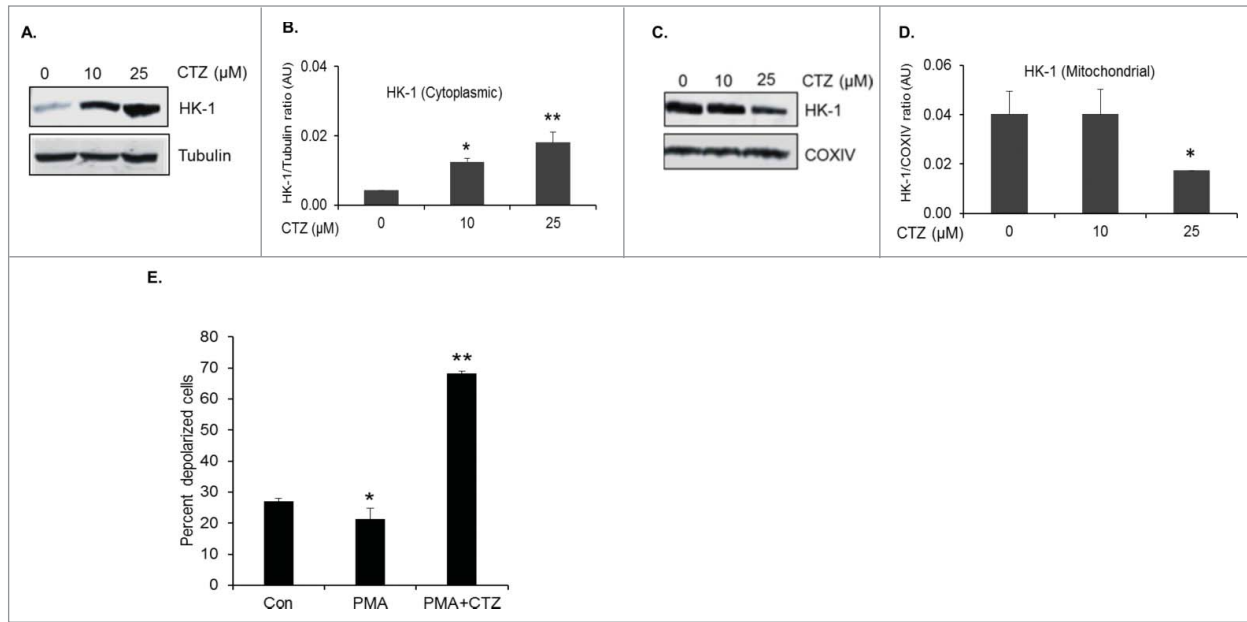 A.
0 10 25 CTZ (µM)
HK-1
Tubulin
B.
HK-1/Tubulin ratio (AU)
0.04
0.02
0.00
HK-1 (Cytoplasmic)
*
**
CTZ (µM) 0 10 25
C.
0 10 25 CTZ (µM)
HK-1
COXIV
D.
HK-1/COXIV ratio (AU)
0.06
0.04
0.02
0.00
HK-1 (Mitochondrial)
*
CTZ (µM) 0 10 25
E.
Percent depolarized cells
80
70
60
50
40
30
20
10
0
*
**
Con PMA PMA+CTZ